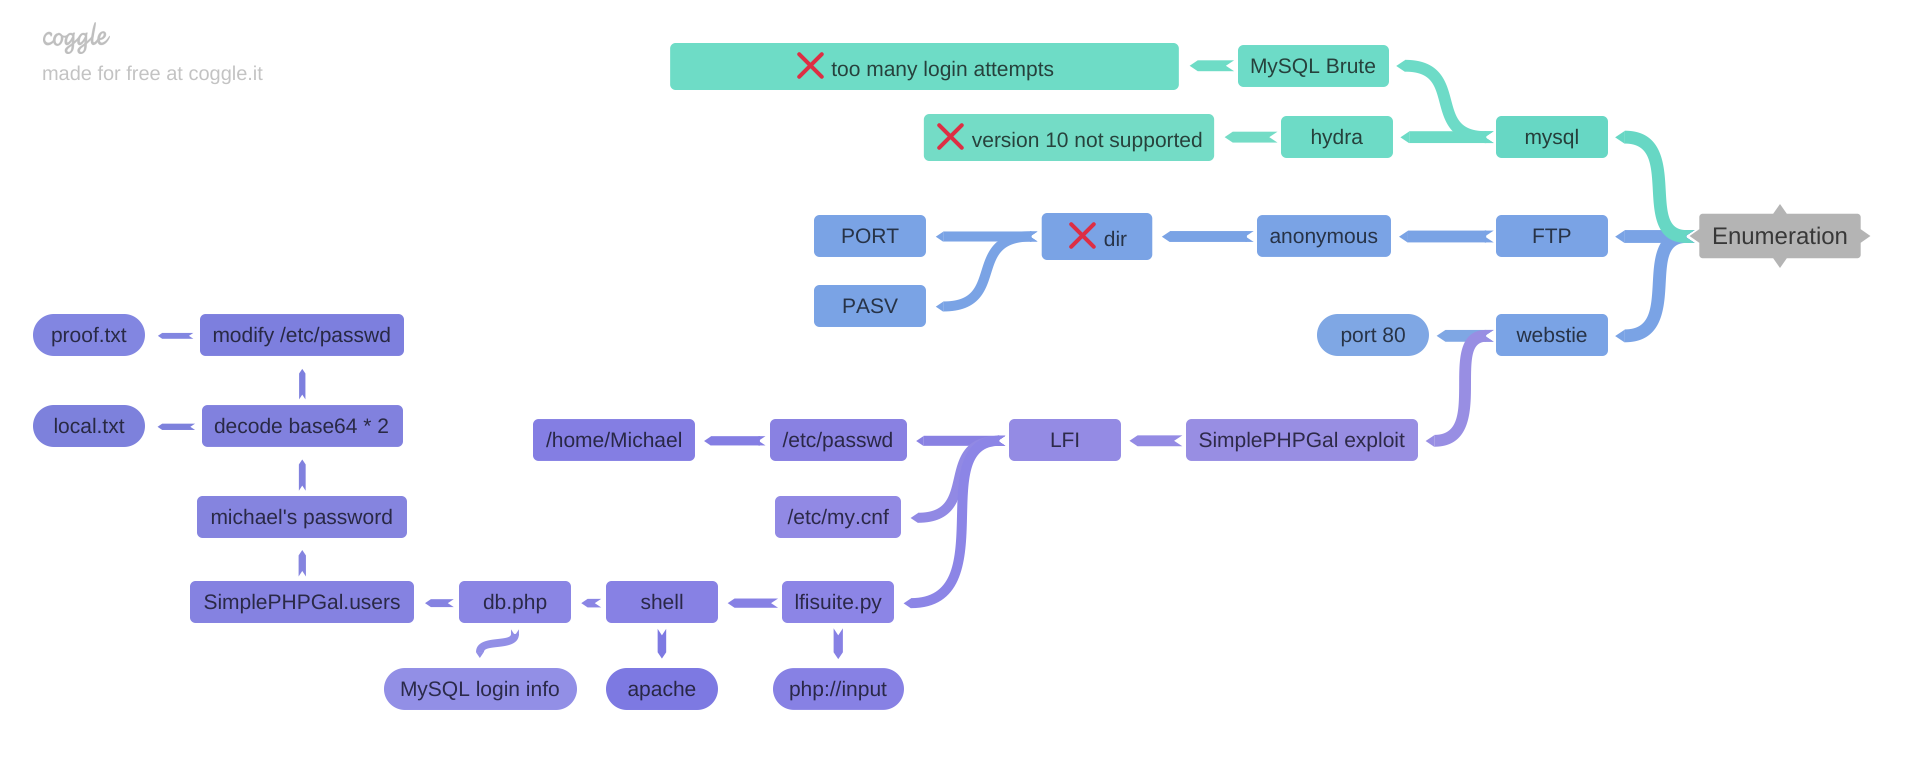 coggle
made for free at coggle.it
❌ too many login attempts
MySQL Brute
❌ version 10 not supported
hydra
mysql
PORT
❌ dir
anonymous
FTP
Enumeration
PASV
proof.txt
modify /etc/passwd
port 80
webstie
local.txt
decode base64 * 2
/home/Michael
/etc/passwd
LFI
SimplePHPGal exploit
michael's password
/etc/my.cnf
SimplePHPGal.users
db.php
shell
lfisuite.py
MySQL login info
apache
php://input